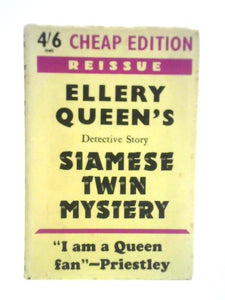 4/6 CHEAP EDITION
REISSUE
ELLERY
QUEEN'S
Detective Story
SIAMESE
TWIN
MYSTERY
"I am a Queen
fan"—Priestley